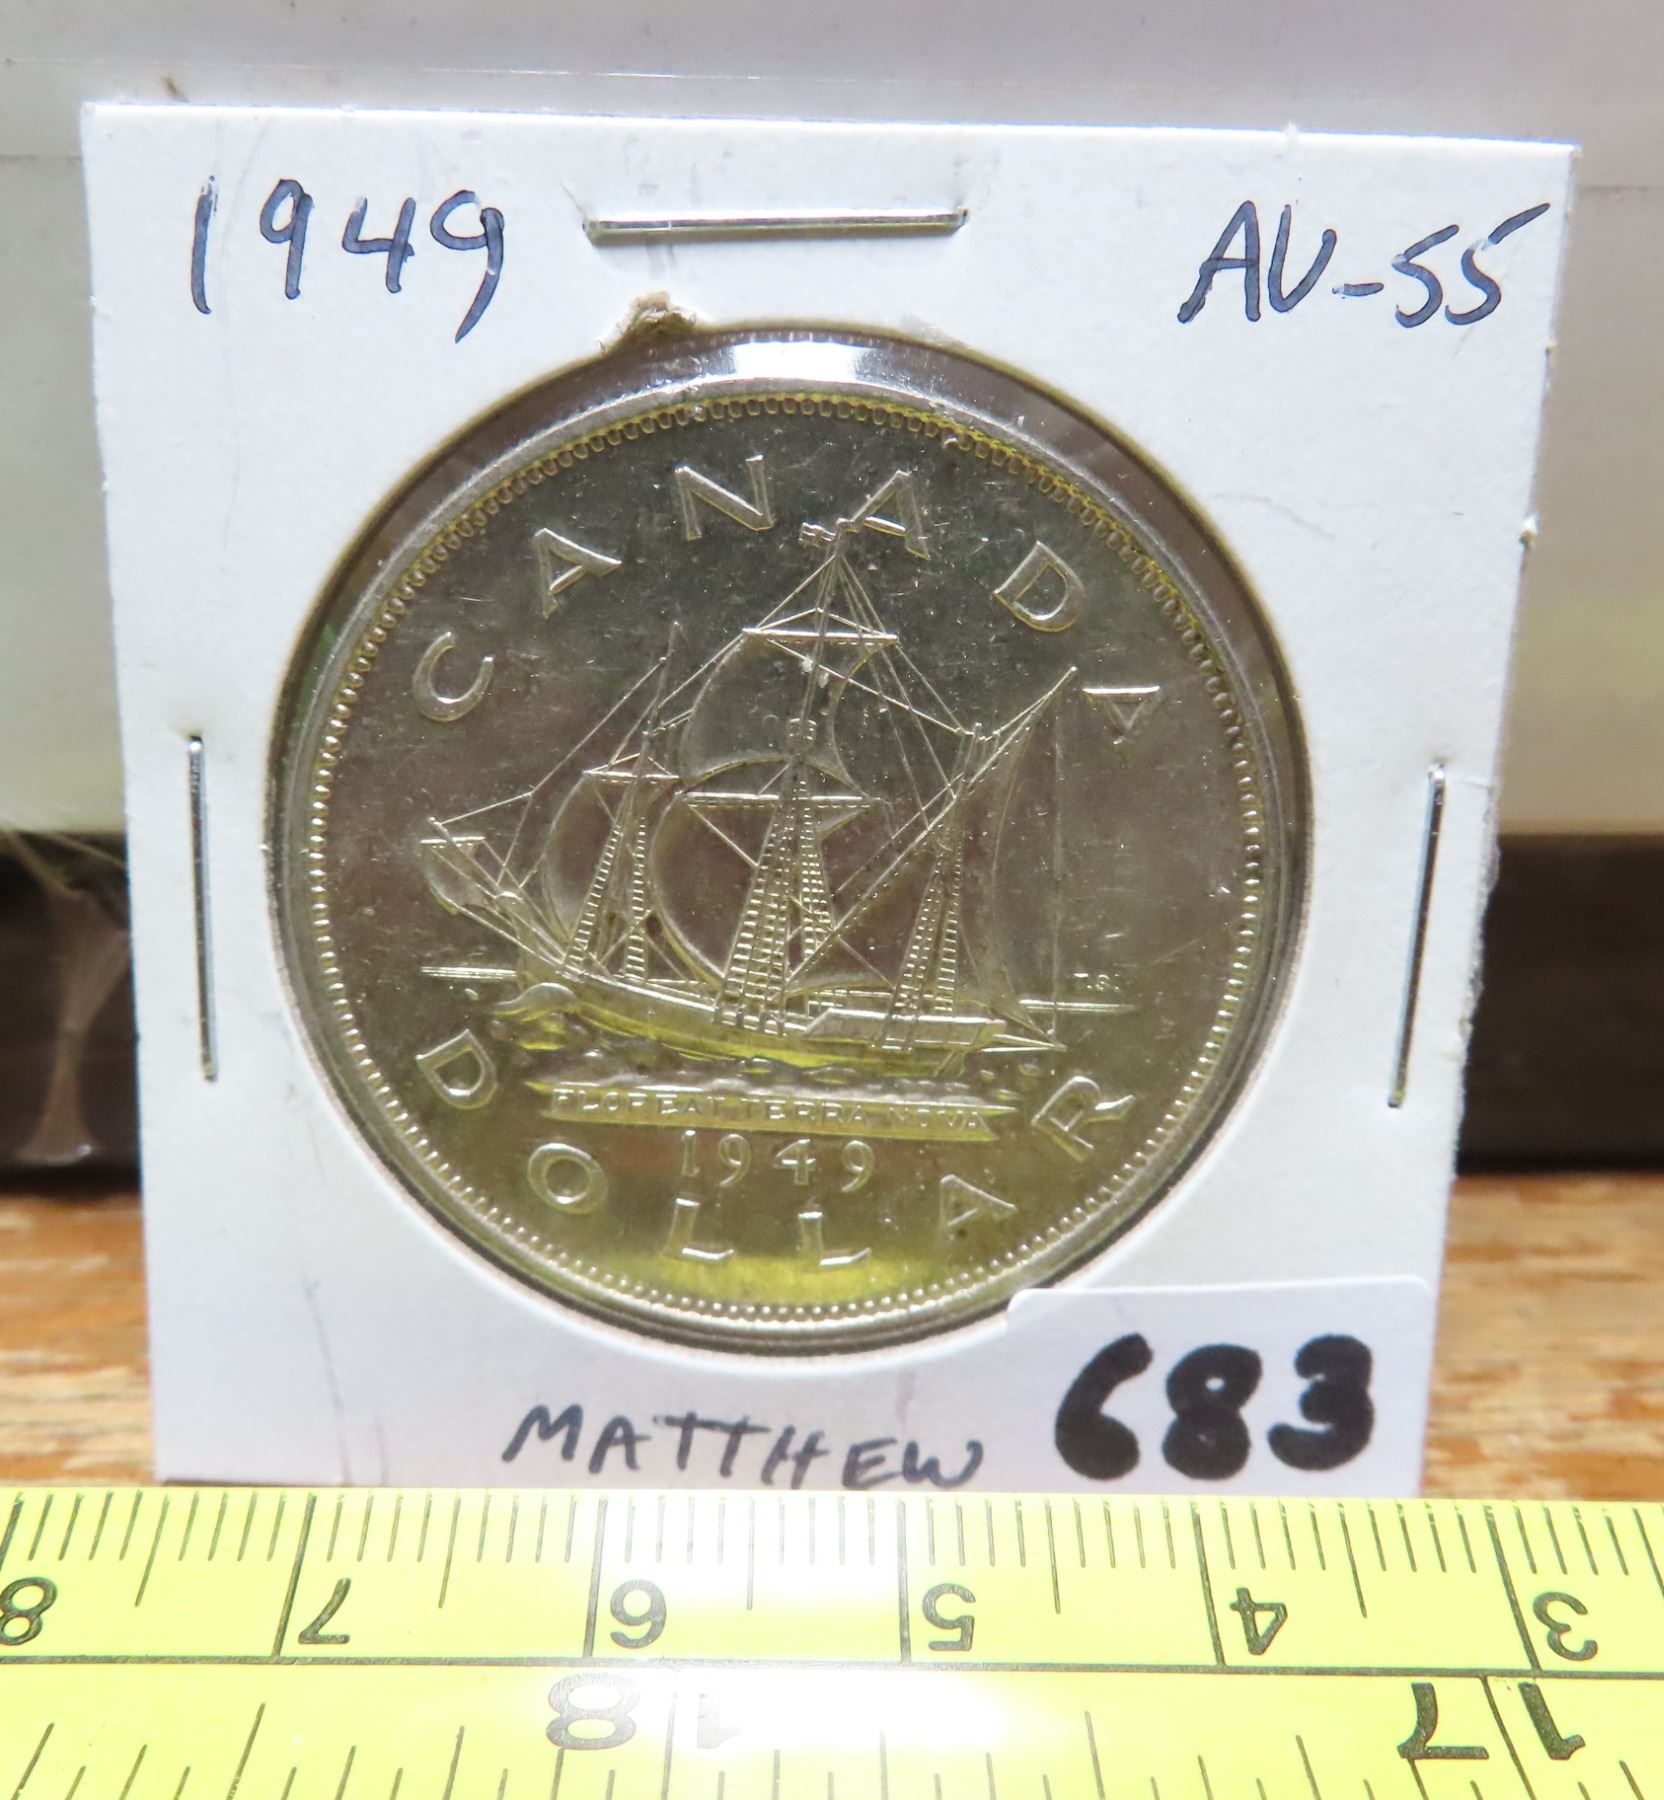 1949 AU-55
CANADA
T.S.
FLOREAT TERRA NOVA
1949
DOLLAR
MATTHEW 683
8 7 6 5 4 3
18 17